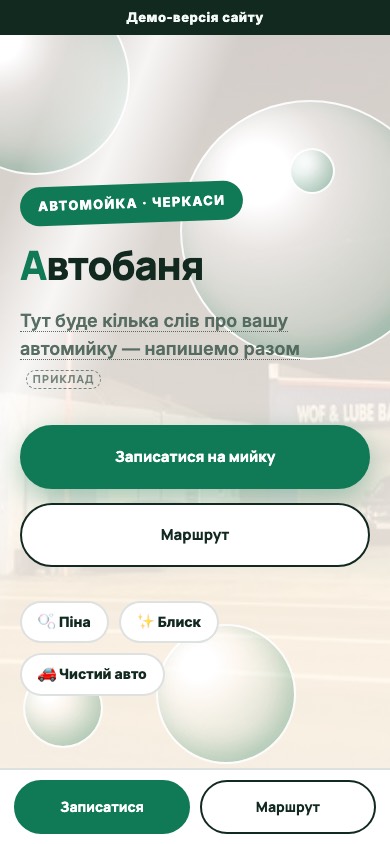 Демо-версія сайту
АВТОМОЙКА · ЧЕРКАСИ
Автобаня
Тут буде кілька слів про вашу
автомийку — напишемо разом
ПРИКЛАД
WOF & LUBE BA
Записатися на мийку
Маршрут
🫧 Піна
✨ Блиск
🚗 Чистий авто
Записатися
Маршрут